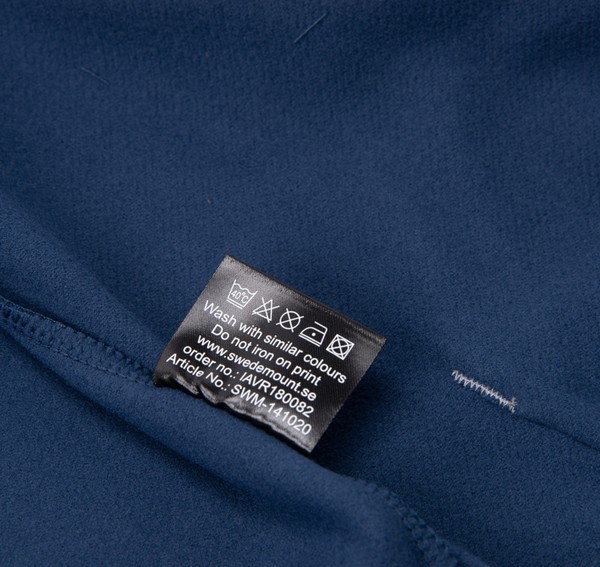 40°C
Wash with similar colours
Do not iron on print
www.swedemount.se
order no.: IAVR180082
Article No.: SWM-141020